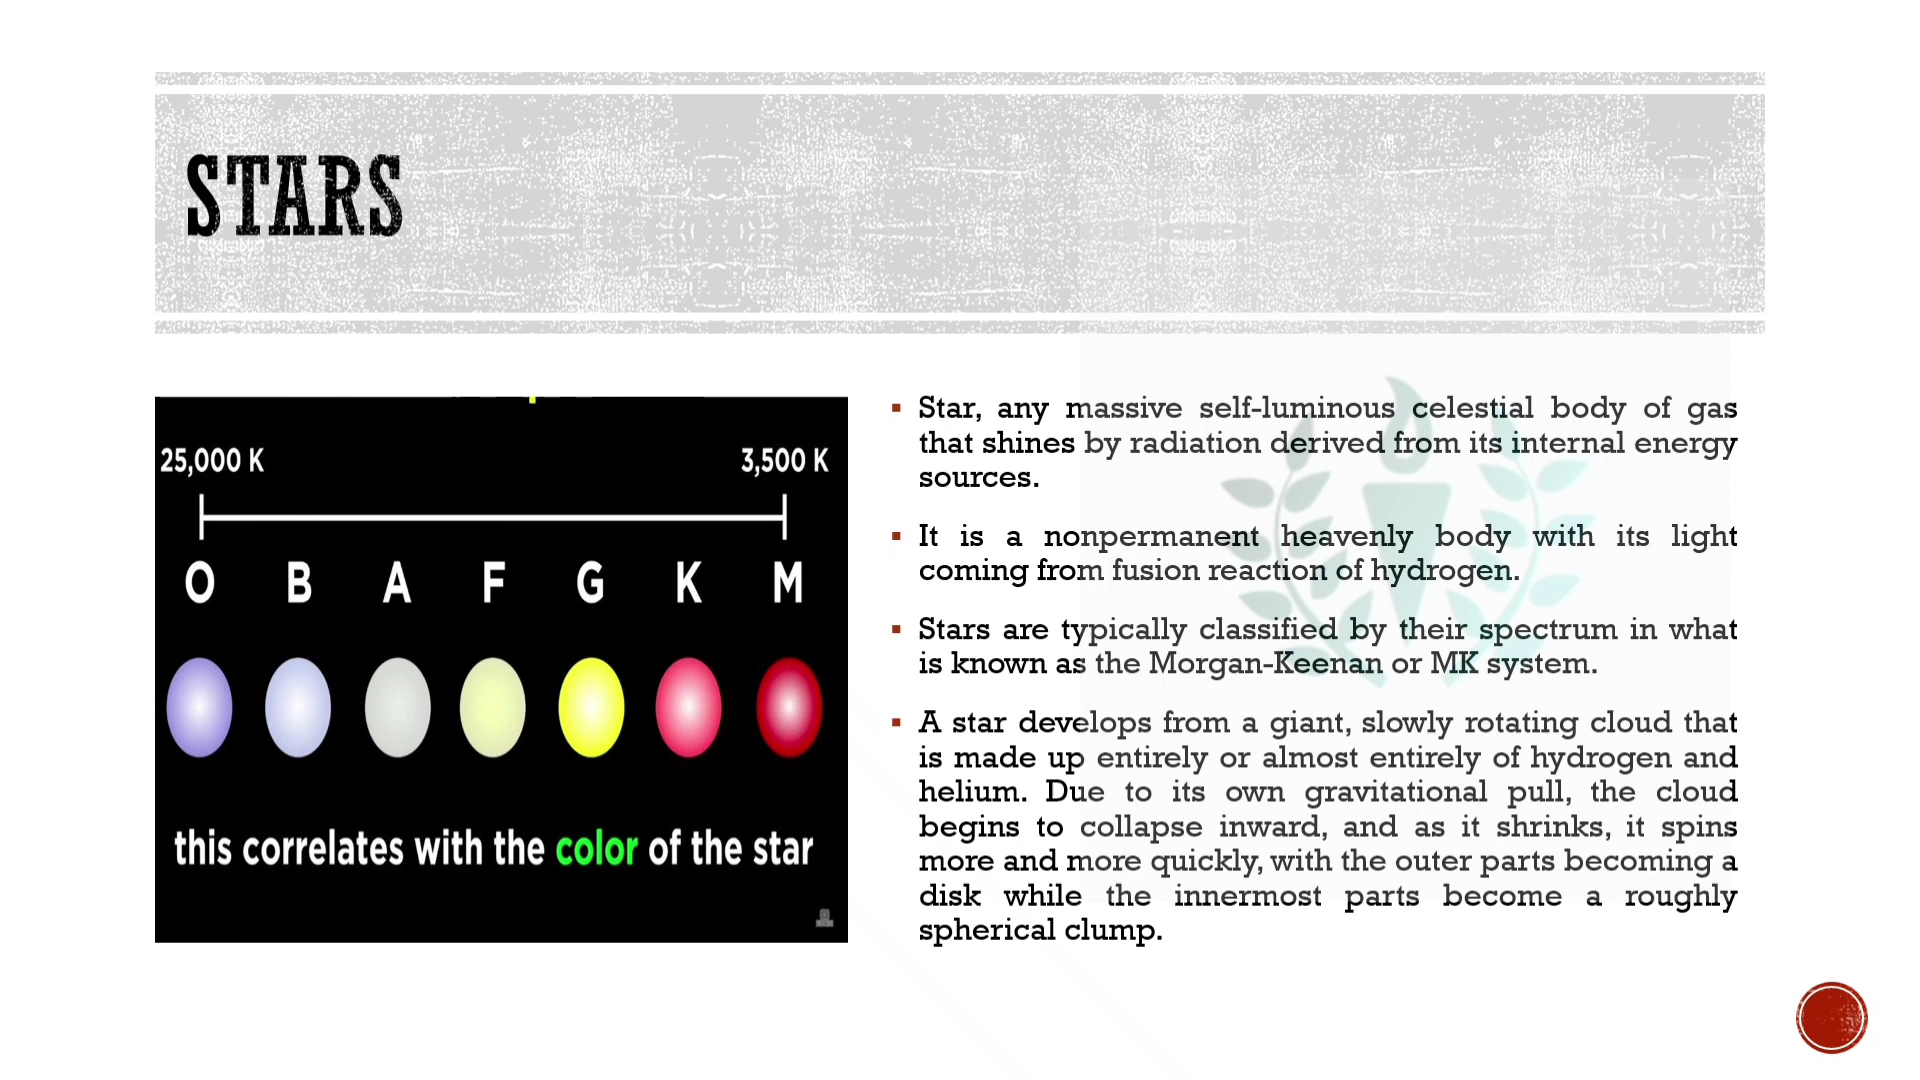 STARS
25,000 K 3,500 K
O B A F G K M
this correlates with the color of the star
▪ Star, any massive self-luminous celestial body of gas
that shines by radiation derived from its internal energy
sources.
▪ It is a nonpermanent heavenly body with its light
coming from fusion reaction of hydrogen.
▪ Stars are typically classified by their spectrum in what
is known as the Morgan-Keenan or MK system.
▪ A star develops from a giant, slowly rotating cloud that
is made up entirely or almost entirely of hydrogen and
helium. Due to its own gravitational pull, the cloud
begins to collapse inward, and as it shrinks, it spins
more and more quickly, with the outer parts becoming a
disk while the innermost parts become a roughly
spherical clump.